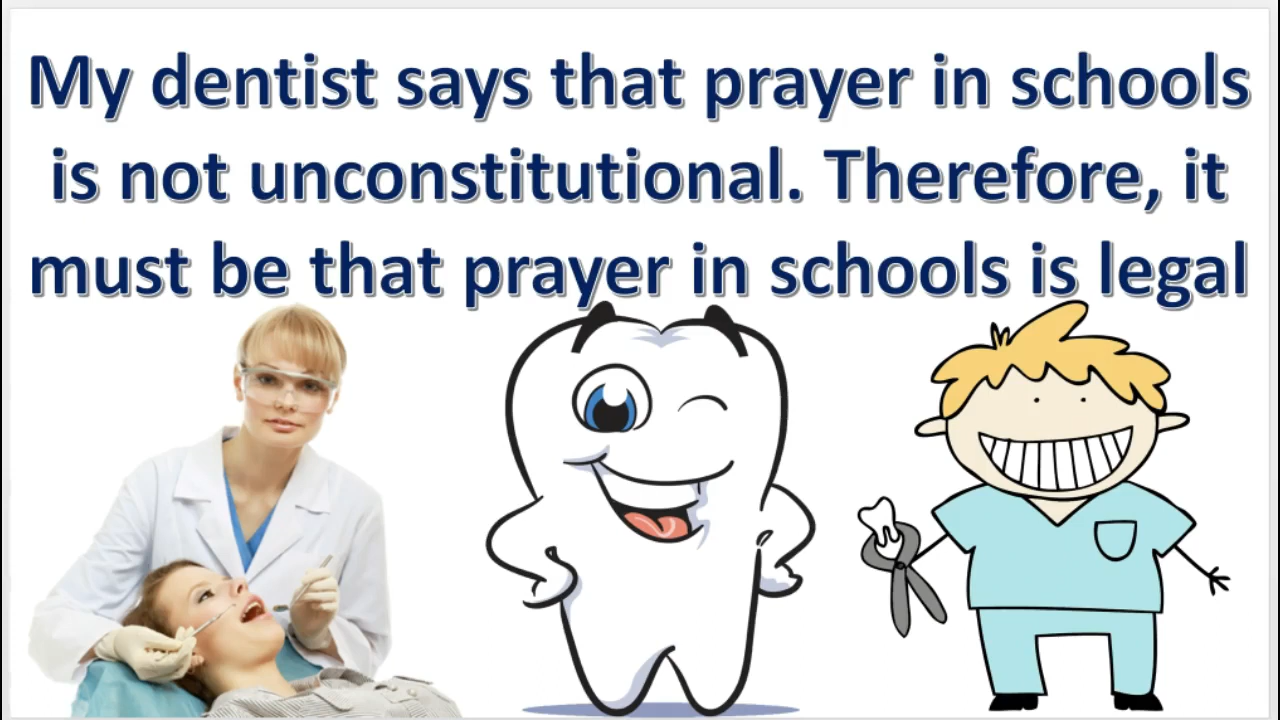 My dentist says that prayer in schools
is not unconstitutional. Therefore, it
must be that prayer in schools is legal